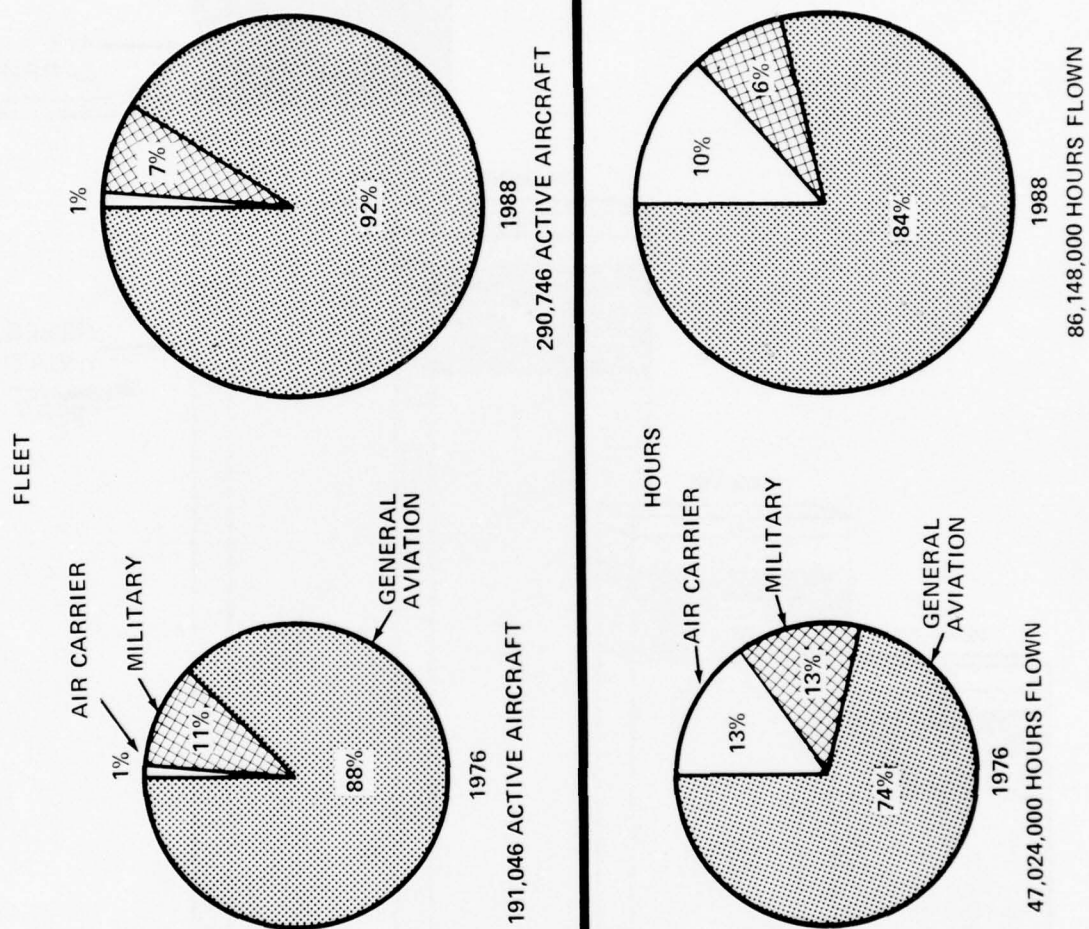 FLEET
AIR CARRIER
MILITARY
1%
11%
88%
GENERAL
AVIATION
1976
191,046 ACTIVE AIRCRAFT
1%
7%
92%
1988
290,746 ACTIVE AIRCRAFT
HOURS
AIR CARRIER
MILITARY
13%
13%
74%
GENERAL
AVIATION
1976
47,024,000 HOURS FLOWN
10%
6%
84%
1988
86,148,000 HOURS FLOWN